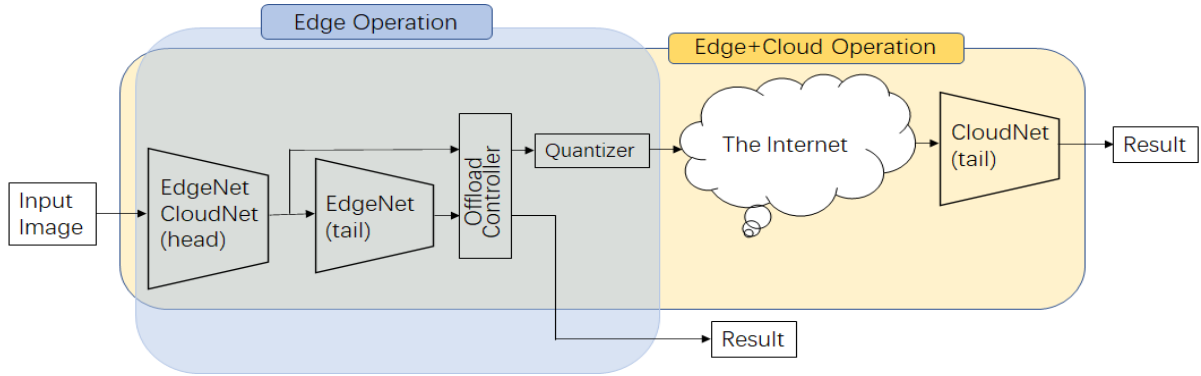 Edge Operation
Edge+Cloud Operation
Input
Image
EdgeNet
CloudNet
(head)
EdgeNet
(tail)
Offload
Controller
Quantizer
The Internet
CloudNet
(tail)
Result
Result